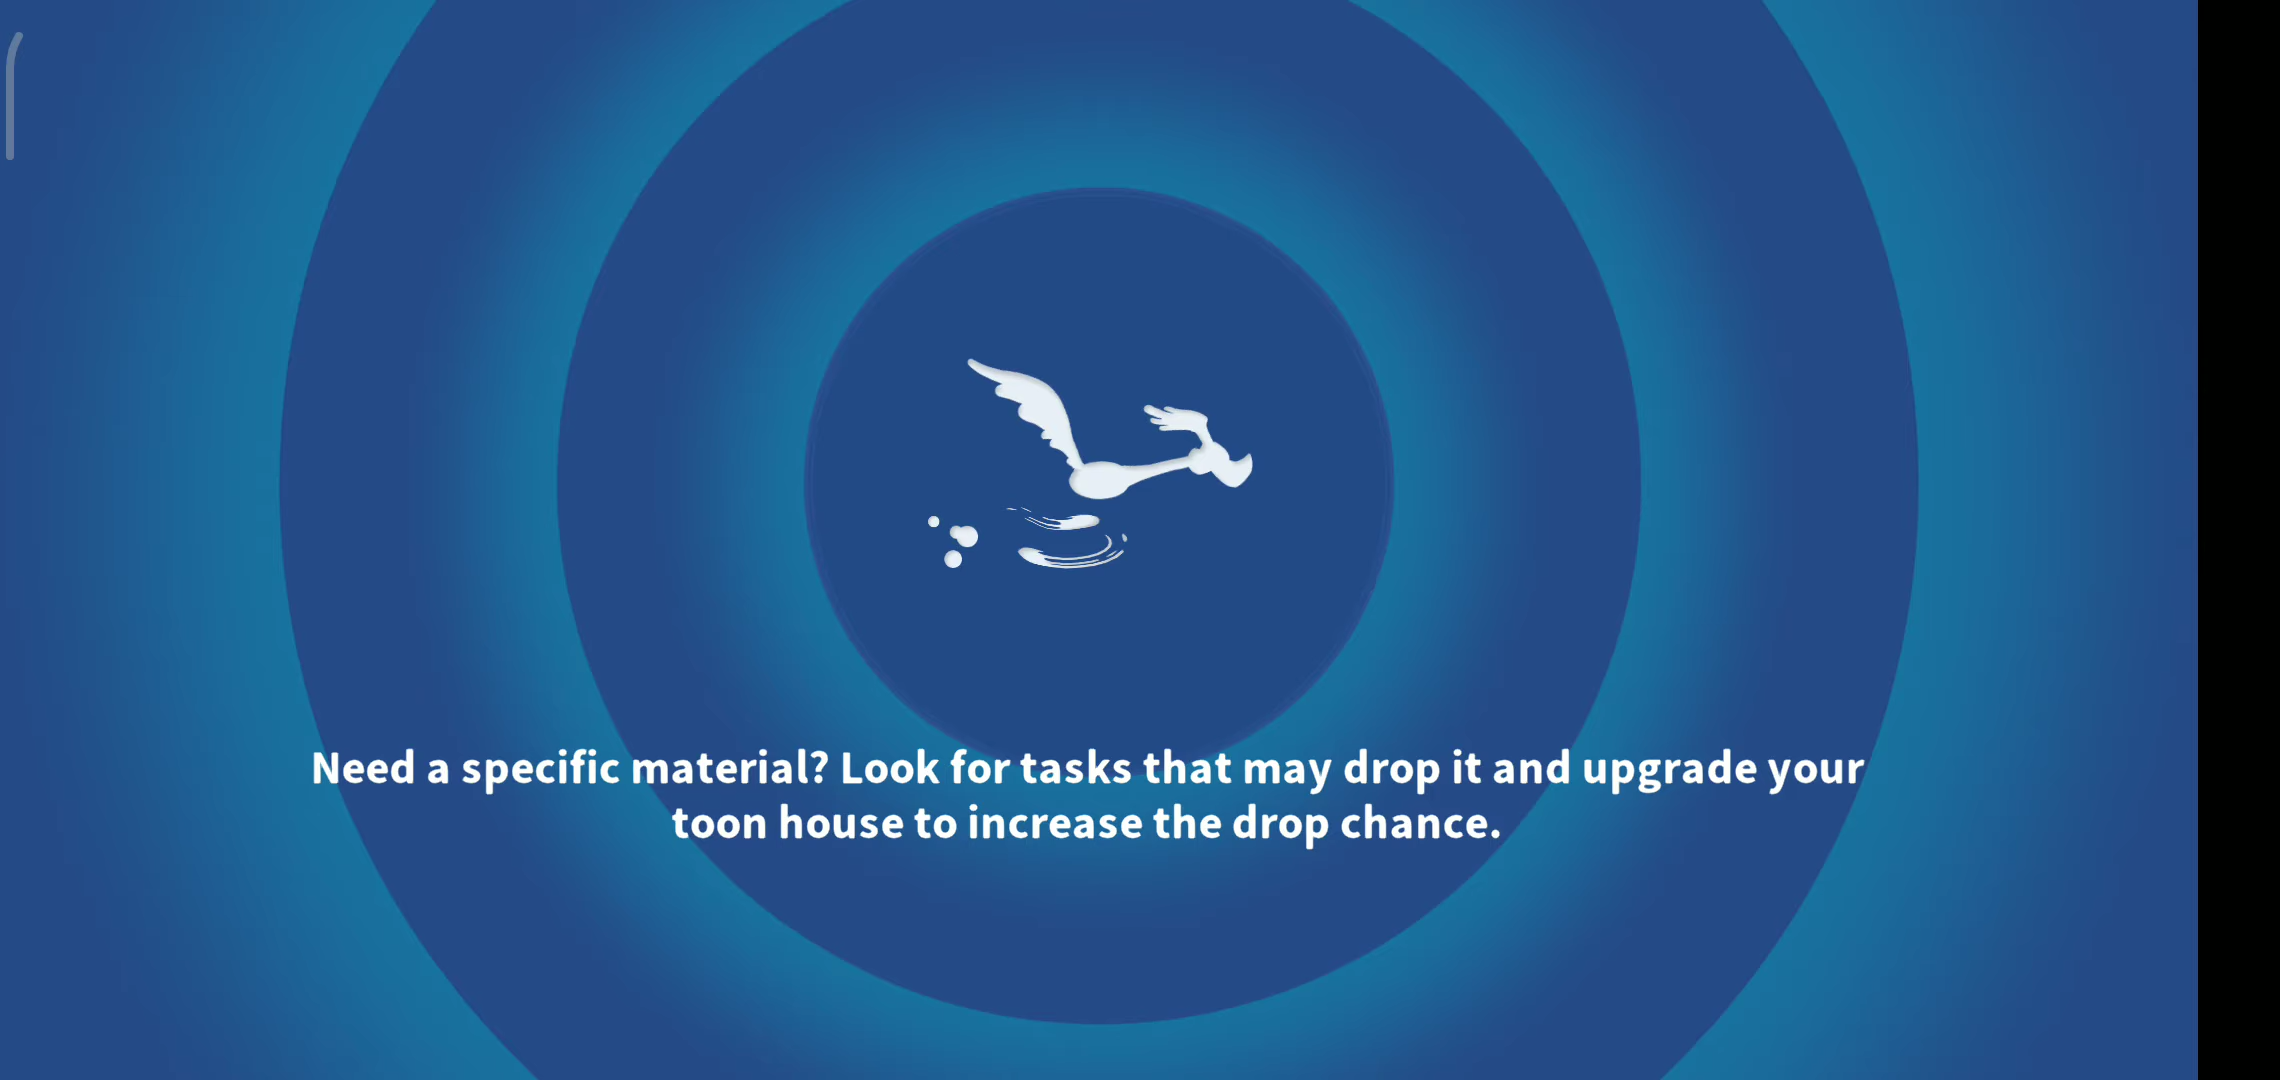 Need a specific material? Look for tasks that may drop it and upgrade your
toon house to increase the drop chance.